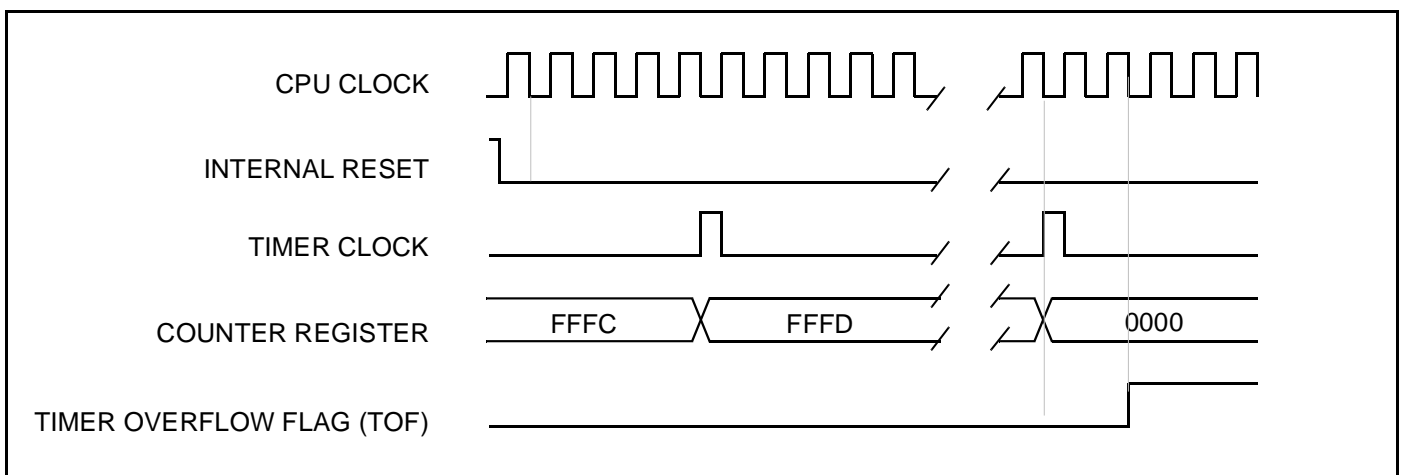 CPU CLOCK
INTERNAL RESET
TIMER CLOCK
COUNTER REGISTER FFFC FFFD 0000
TIMER OVERFLOW FLAG (TOF)